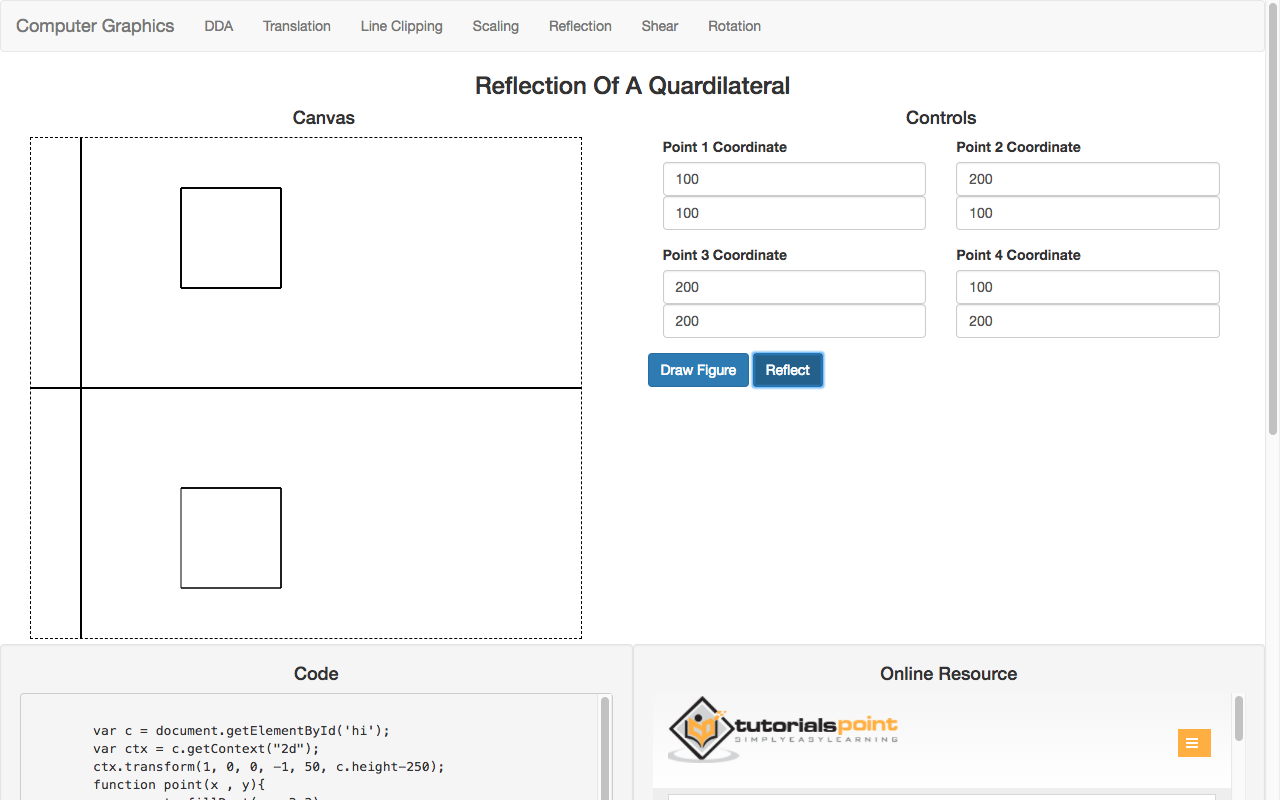 Computer Graphics DDA Translation Line Clipping Scaling Reflection Shear Rotation
Reflection Of A Quardilateral
Canvas
Controls
Point 1 Coordinate Point 2 Coordinate
100 200
100 100
Point 3 Coordinate Point 4 Coordinate
200 100
200 200
Draw Figure Reflect
Code
var c = document.getElementById('hi');
var ctx = c.getContext("2d");
ctx.transform(1, 0, 0, -1, 50, c.height-250);
function point(x , y){
Online Resource
tutorialspoint
SIMPLYEASYLEARNING